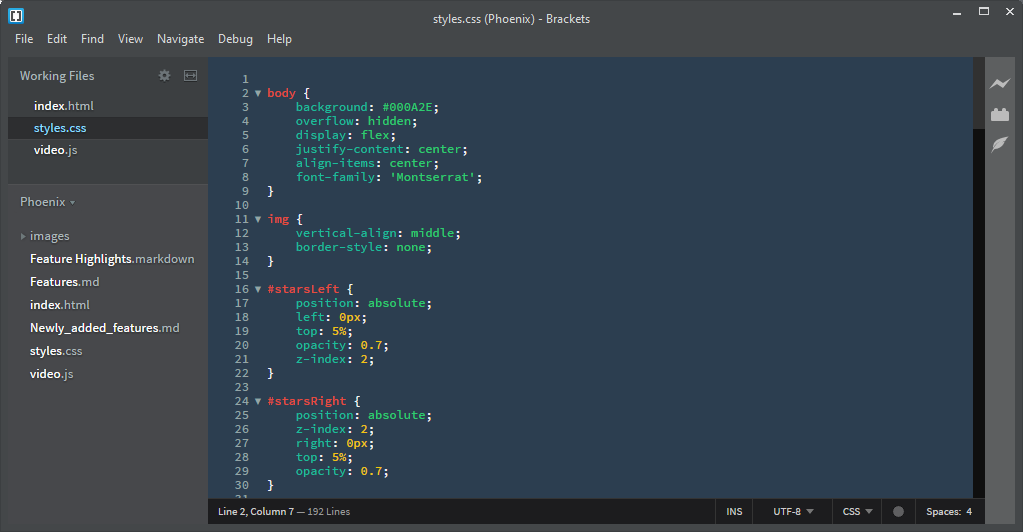 styles.css (Phoenix) - Brackets
File Edit Find View Navigate Debug Help
Working Files
index.html
styles.css
video.js
Phoenix
images
Feature Highlights.markdown
Features.md
index.html
Newly_added_features.md
styles.css
video.js
1
2 body {
3 background: #000A2E;
4 overflow: hidden;
5 display: flex;
6 justify-content: center;
7 align-items: center;
8 font-family: 'Montserrat';
9 }
10
11 img {
12 vertical-align: middle;
13 border-style: none;
14 }
15
16 #starsLeft {
17 position: absolute;
18 left: 0px;
19 top: 5%;
20 opacity: 0.7;
21 z-index: 2;
22 }
23
24 #starsRight {
25 position: absolute;
26 z-index: 2;
27 right: 0px;
28 top: 5%;
29 opacity: 0.7;
30 }
Line 2, Column 7 — 192 Lines INS UTF-8 CSS Spaces: 4